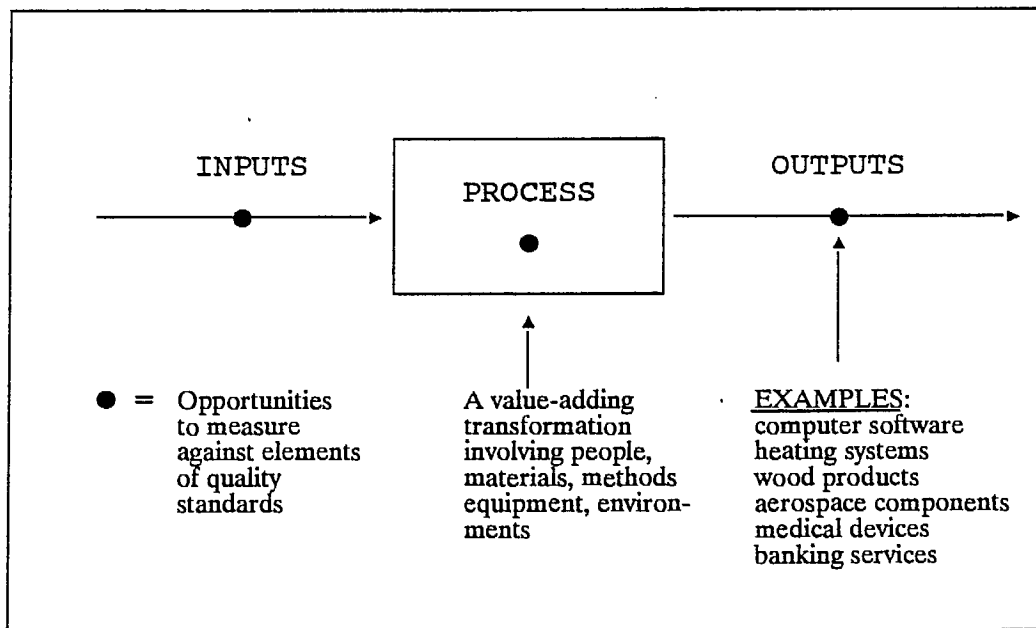 INPUTS
PROCESS
OUTPUTS
= Opportunities
to measure
against elements
of quality
standards
A value-adding
transformation
involving people,
materials, methods
equipment, environ-
ments
EXAMPLES:
computer software
heating systems
wood products
aerospace components
medical devices
banking services